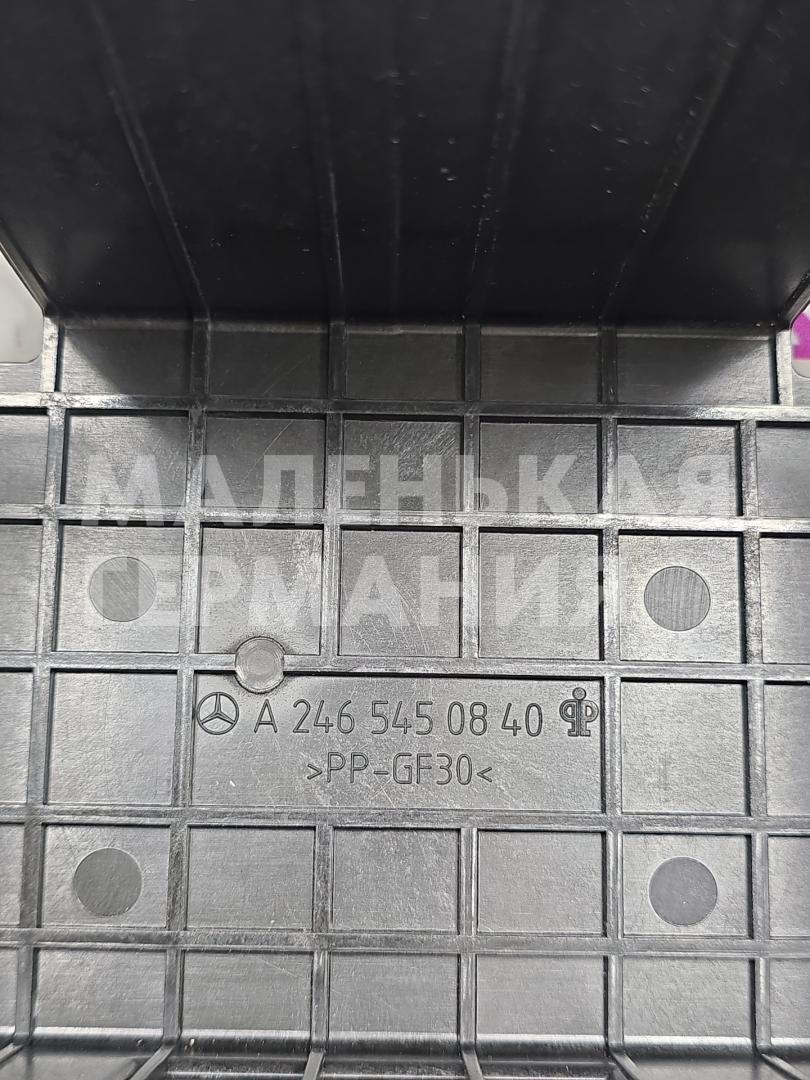 МАЛЕНЬКАЯ
ГЕРМАНИЯ
A 246 545 08 40
>PP-GF30<